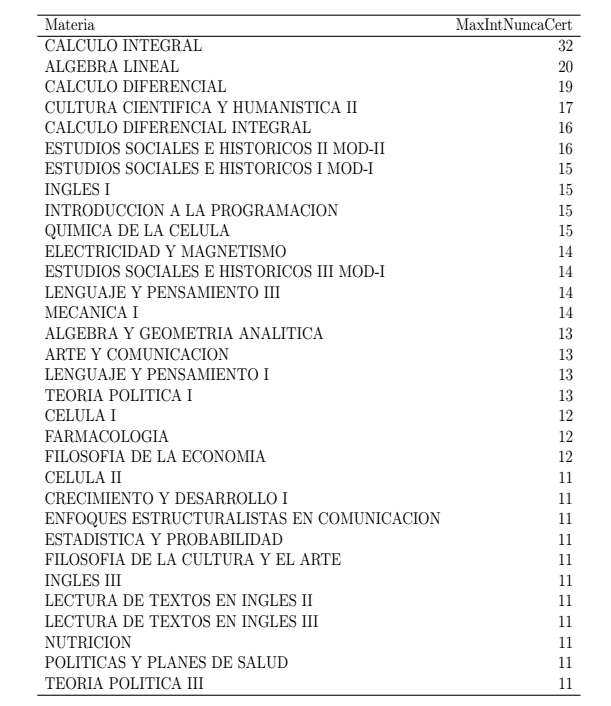 Materia MaxIntNuncaCert
CALCULO INTEGRAL 32
ALGEBRA LINEAL 20
CALCULO DIFERENCIAL 19
CULTURA CIENTIFICA Y HUMANISTICA II 17
CALCULO DIFERENCIAL INTEGRAL 16
ESTUDIOS SOCIALES E HISTORICOS II MOD-II 16
ESTUDIOS SOCIALES E HISTORICOS I MOD-I 15
INGLES I 15
INTRODUCCION A LA PROGRAMACION 15
QUIMICA DE LA CELULA 15
ELECTRICIDAD Y MAGNETISMO 14
ESTUDIOS SOCIALES E HISTORICOS III MOD-I 14
LENGUAJE Y PENSAMIENTO III 14
MECANICA I 14
ALGEBRA Y GEOMETRIA ANALITICA 13
ARTE Y COMUNICACION 13
LENGUAJE Y PENSAMIENTO I 13
TEORIA POLITICA I 13
CELULA I 12
FARMACOLOGIA 12
FILOSOFIA DE LA ECONOMIA 12
CELULA II 11
CRECIMIENTO Y DESARROLLO I 11
ENFOQUES ESTRUCTURALISTAS EN COMUNICACION 11
ESTADISTICA Y PROBABILIDAD 11
FILOSOFIA DE LA CULTURA Y EL ARTE 11
INGLES III 11
LECTURA DE TEXTOS EN INGLES II 11
LECTURA DE TEXTOS EN INGLES III 11
NUTRICION 11
POLITICAS Y PLANES DE SALUD 11
TEORIA POLITICA III 11